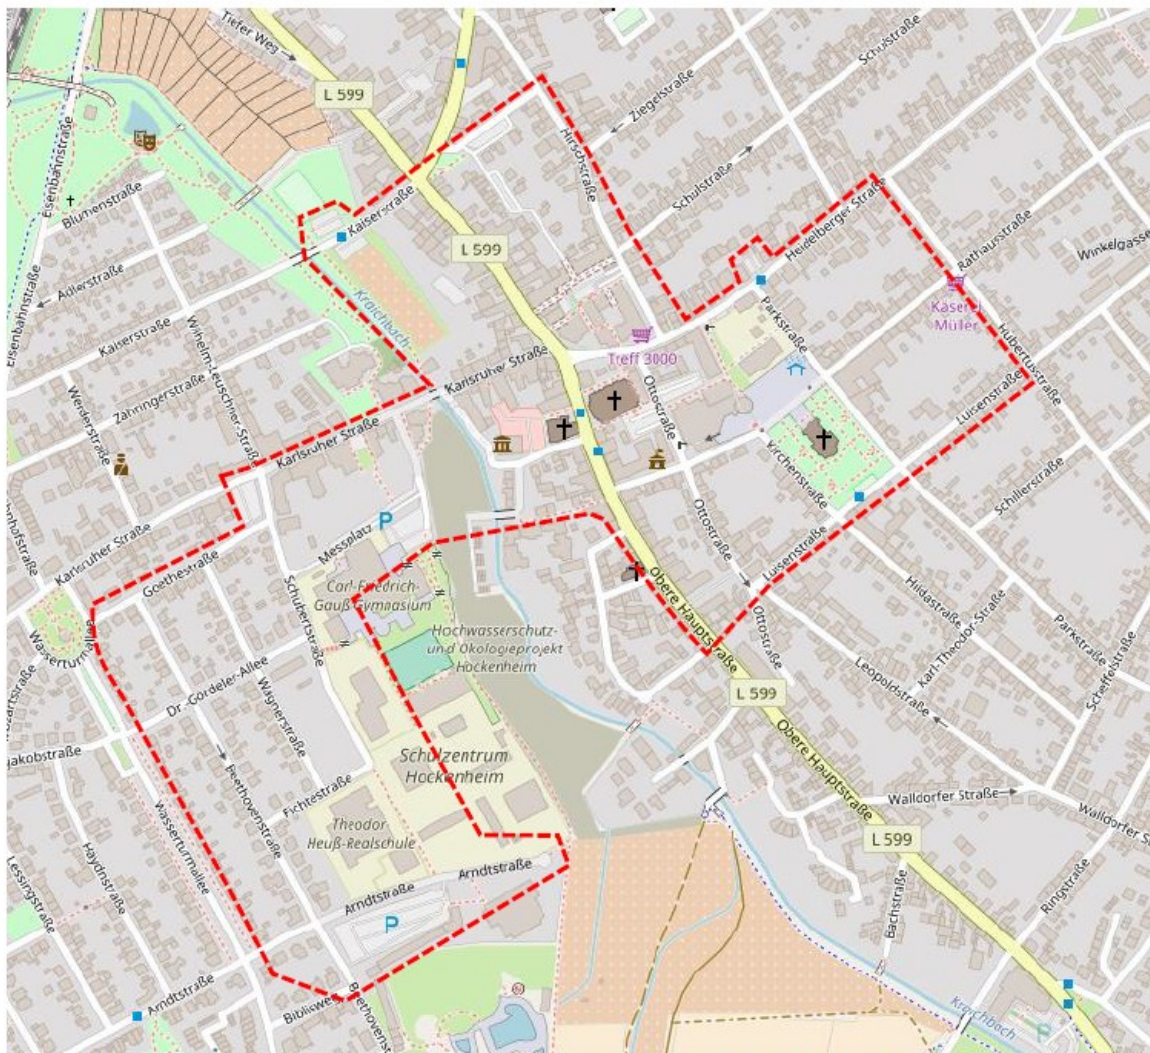 Tiefer Weg
L 599
Schulstraße
Ziegelstraße
Hirschstraße
Eisenbahnstraße
Blumenstraße
Kaiserstraße
Schulstraße
Heidelberger Straße
L 599
Rathausstraße
Winkelgasse
Adlerstraße
Eisenbahnstraße
Kraichbach
Parkstraße
Käserei
Müller
Treff 3000
Hubertusstraße
Kaiserstraße
Wilhelm-Leuschner-Straße
Karlsruher Straße
Zähringerstraße
Ottostraße
Luisenstraße
Werderstraße
Karlsruher Straße
Kirchenstraße
Schillerstraße
Karlsruher Straße
Messplatz
P
Goethestraße
Ottostraße
Luisenstraße
Carl-Friedrich-
Gauß-Gymnasium
Schubertstraße
Obere Hauptstraße
Ottostraße
Hildastraße
Karl-Theodor-Straße
Parkstraße
Scheffelstraße
Wasserturmallee
Hochwasserschutz-
und Ökologieprojekt
Hockenheim
Dr.-Gördeler-Allee
Wagnerstraße
Leopoldstraße
L 599
Jakobstraße
Beethovenstraße
Schulzentrum
Hockenheim
Obere Hauptstraße
Fichtestraße
Walldorfer Straße
Theodor-
Heuß-Realschule
Wasserturmallee
L 599
Haydnstraße
Lessingstraße
Arndtstraße
Arndtstraße
P
Bachstraße
Ringstraße
Arndtstraße
Kraichbach
P